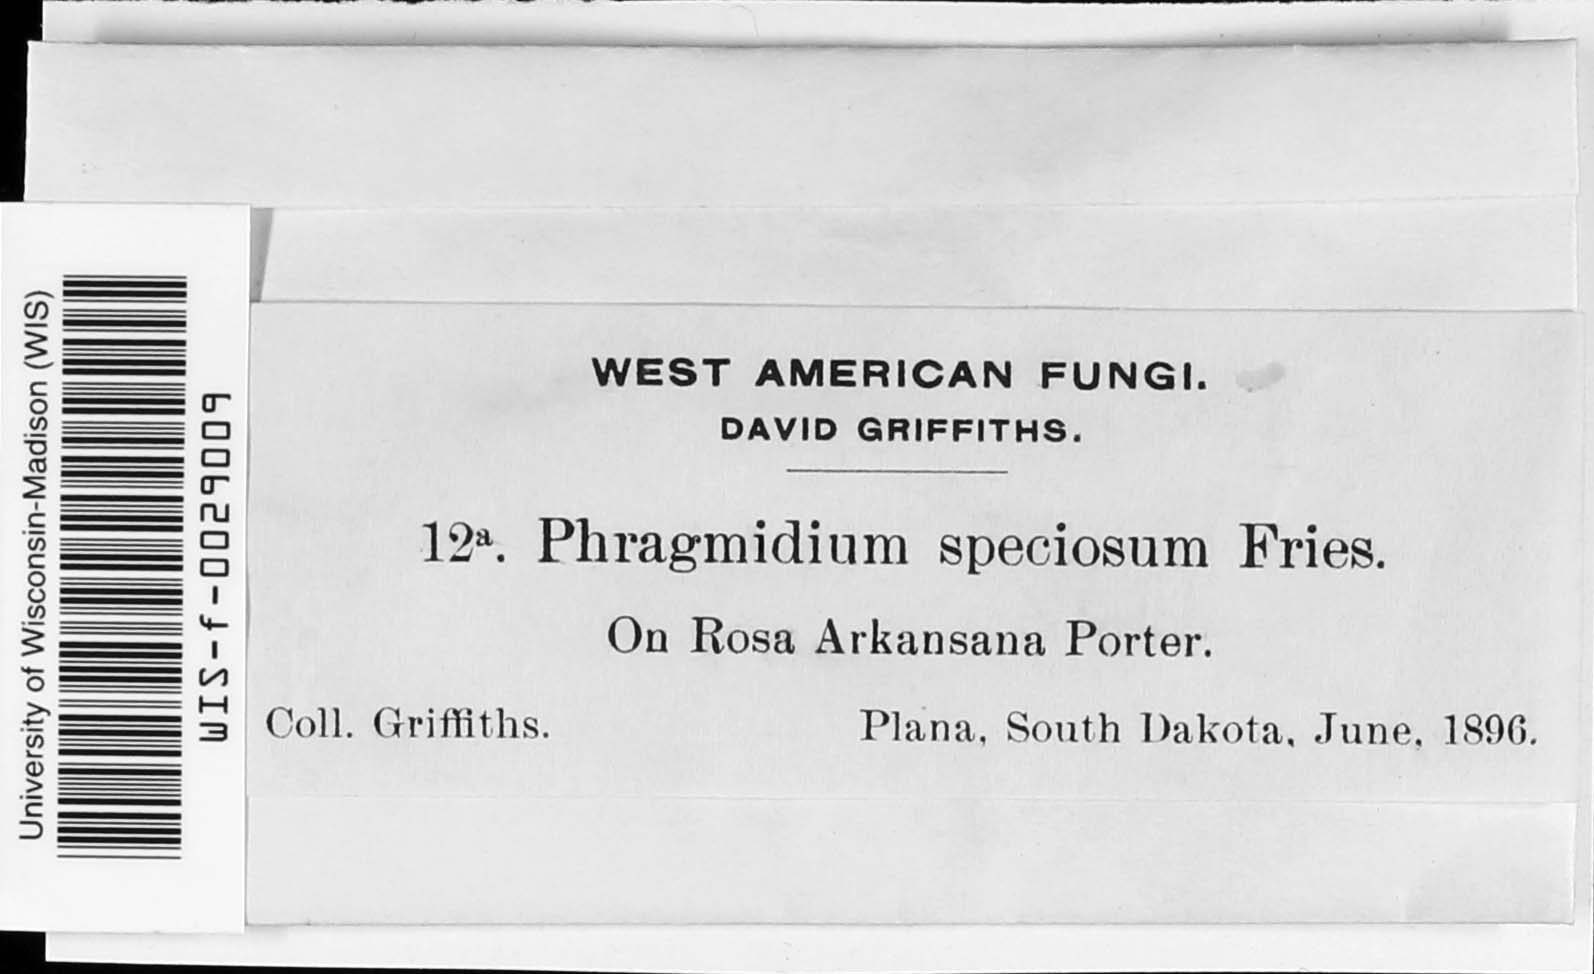 WEST AMERICAN FUNGI.
DAVID GRIFFITHS.
12ª. Phragmidium speciosum Fries.
On Rosa Arkansana Porter.
Coll. Griffiths. Plana, South Dakota, June, 1896.
University of Wisconsin-Madison (WIS)
WIS-f-0029009